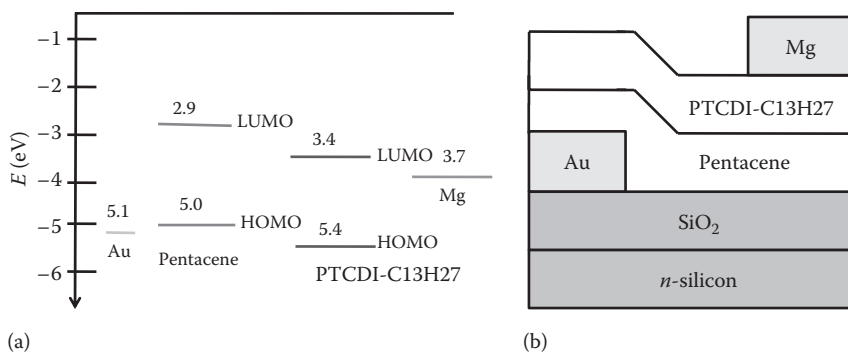 −1
−2
−3
−4
−5
−6
E (eV)
2.9
LUMO
3.4
LUMO
3.7
Mg
5.1
Au
5.0
HOMO
Pentacene
5.4
HOMO
PTCDI-C13H27
(a)
Mg
PTCDI-C13H27
Au
Pentacene
SiO₂
n-silicon
(b)